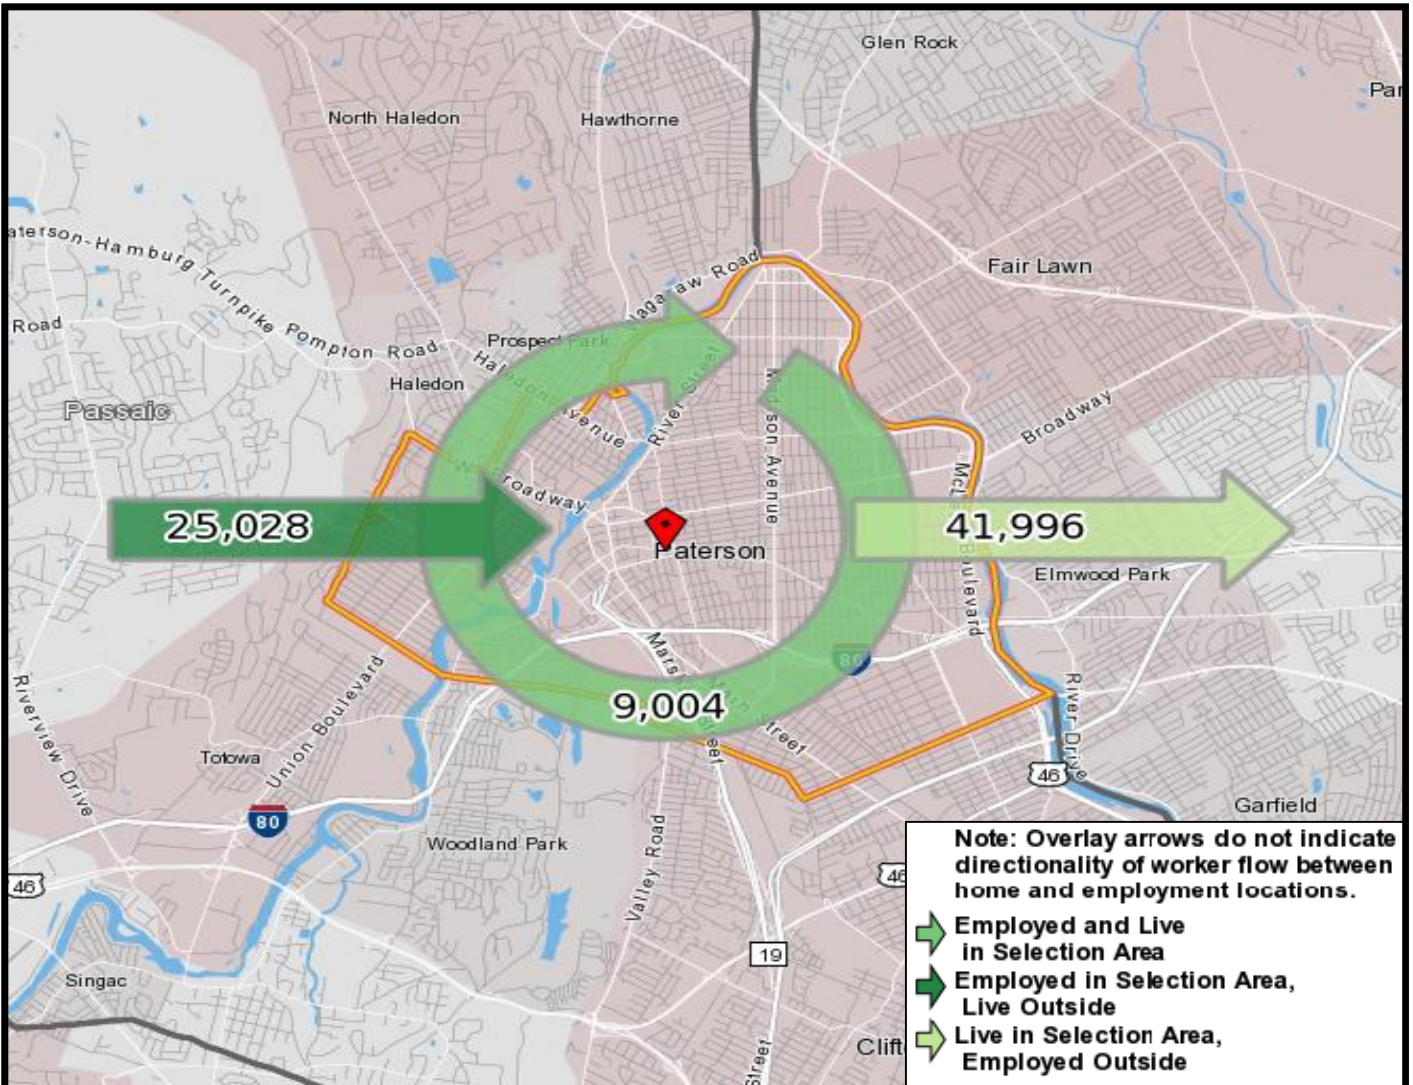 Glen Rock
Par
North Haledon
Hawthorne
aterson-Hamburg Turnpike
Pompton Road
Road
Fair Lawn
Prospect Park
Haledon Avenue
Haledon
River Street
Passaic
Broadway
Broadway
25,028
41,996
Paterson
Elmwood Park
Boulevard
80
9,004
Street
Union Boulevard
Riverview Drive
River Drive
Totowa
46
80
Garfield
Woodland Park
Valley Road
46
46
19
Singac
Clift
Street
Note: Overlay arrows do not indicate
directionality of worker flow between
home and employment locations.
Employed and Live
in Selection Area
Employed in Selection Area,
Live Outside
Live in Selection Area,
Employed Outside